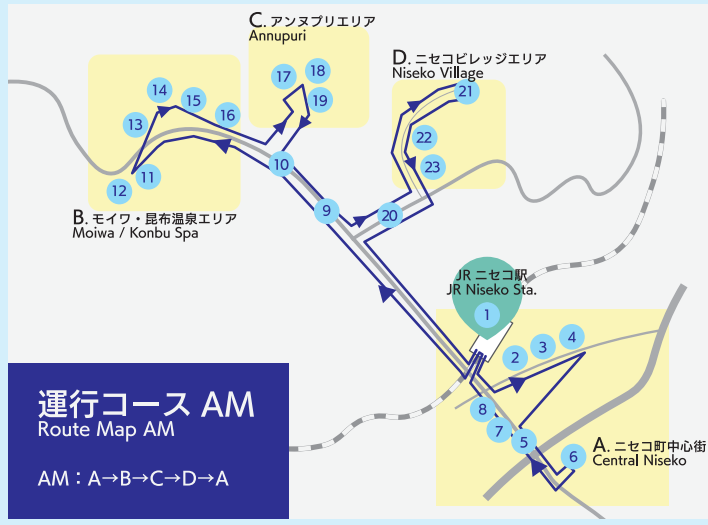 C. アンヌプリエリア
Annupuri
D. ニセコビレッジエリア
Niseko Village
17
18
19
14
15
16
13
11
12
10
B. モイワ・昆布温泉エリア
Moiwa / Konbu Spa
21
22
23
9
20
JR ニセコ駅
JR Niseko Sta.
1
2
3
4
8
7
5
6
A. ニセコ町中心街
Central Niseko
運行コース AM
Route Map AM
AM：A→B→C→D→A